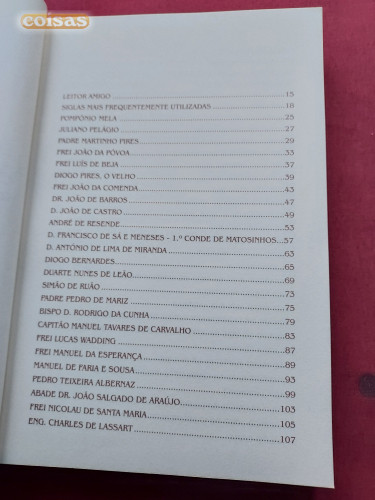 coisas
LEITOR AMIGO 15
SIGLAS MAIS FREQUENTEMENTE UTILIZADAS 18
POMPÓNIO MELA 25
JULIANO PELÁGIO 27
PADRE MARTINHO PIRES 29
FREI JOÃO DA PÓVOA 33
FREI LUÍS DE BEJA 37
DIOGO PIRES, O VELHO 39
FREI JOÃO DA COMENDA 43
DR. JOÃO DE BARROS 47
D. JOÃO DE CASTRO 49
ANDRÉ DE RESENDE 53
D. FRANCISCO DE SÁ E MENESES - 1.º CONDE DE MATOSINHOS 57
D. ANTÓNIO DE LIMA DE MIRANDA 63
DIOGO BERNARDES 65
DUARTE NUNES DE LEÃO 69
SIMÃO DE RUÃO 73
PADRE PEDRO DE MARIZ 75
BISPO D. RODRIGO DA CUNHA 79
CAPITÃO MANUEL TAVARES DE CARVALHO 83
FREI LUCAS WADDING 87
FREI MANUEL DA ESPERANÇA 89
MANUEL DE FARIA E SOUSA 93
PEDRO TEIXEIRA ALBERNAZ 99
ABADE DR. JOÃO SALGADO DE ARAÚJO 103
FREI NICOLAU DE SANTA MARIA 105
ENG. CHARLES DE LASSART 107